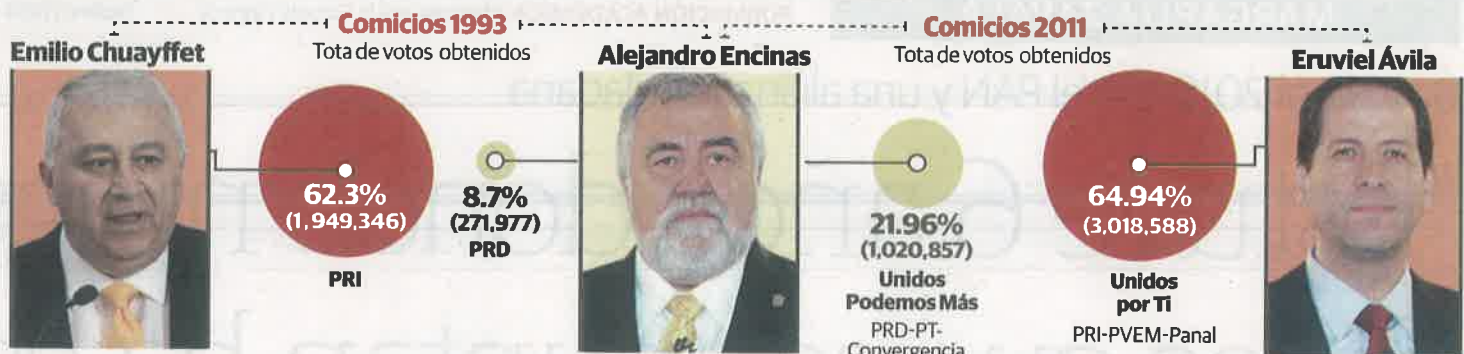 Comicios 1993
Tota de votos obtenidos
Comicios 2011
Tota de votos obtenidos
Emilio Chuayffet
Alejandro Encinas
Eruviel Ávila
62.3%
(1,949,346)
PRI
8.7%
(271,977)
PRD
21.96%
(1,020,857)
Unidos
Podemos Más
PRD-PT-
Convergencia
64.94%
(3,018,588)
Unidos
por Ti
PRI-PVEM-Panal